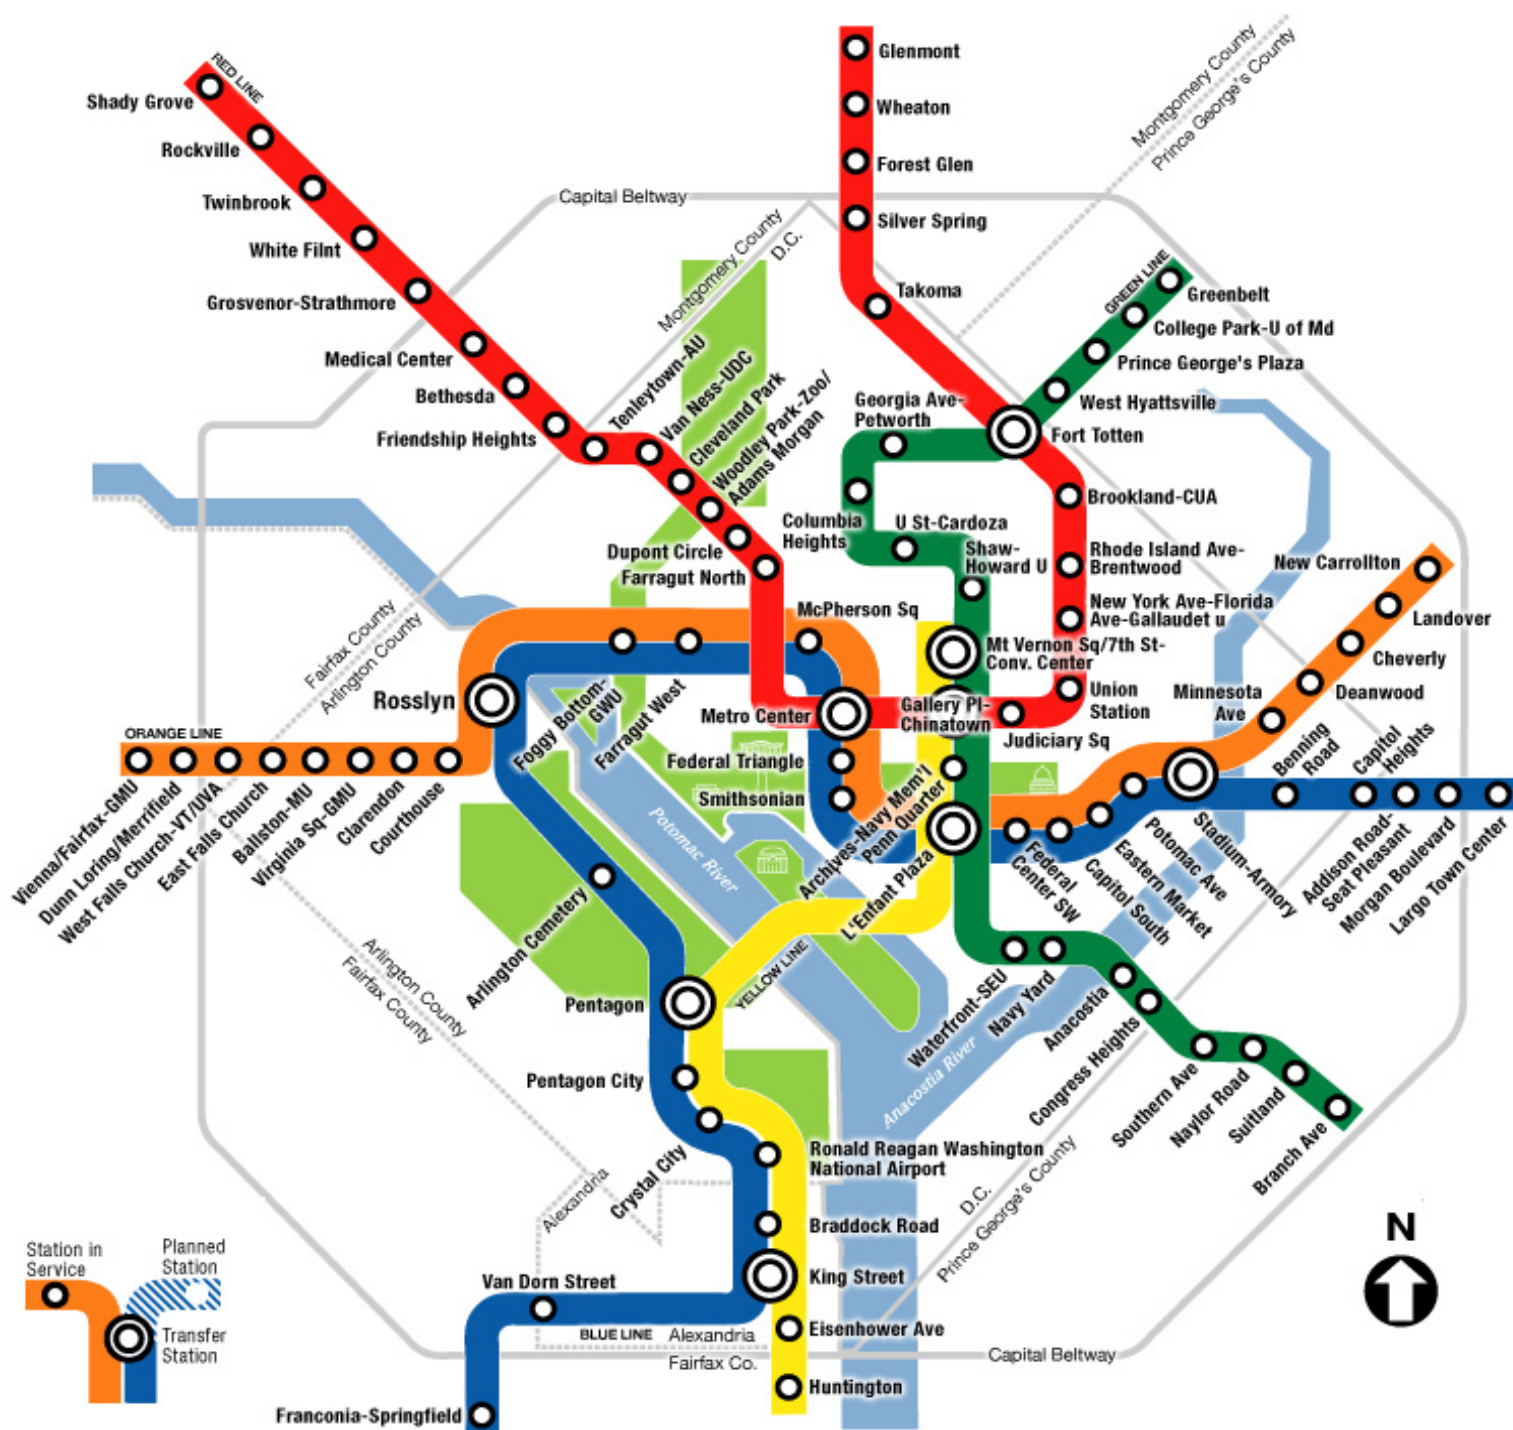 Glenmont
Wheaton
Forest Glen
Silver Spring
Takoma
RED LINE
Shady Grove
Rockville
Twinbrook
White Filnt
Grosvenor-Strathmore
Medical Center
Bethesda
Friendship Heights
Tenleytown-AU
Van Ness-UDC
Cleveland Park
Woodley Park-Zoo/
Adams Morgan
Dupont Circle
Farragut North
Capital Beltway
Montgomery County
D.C.
Montgomery County
Prince George's County
GREEN LINE
Greenbelt
College Park-U of Md
Prince George's Plaza
West Hyattsville
Fort Totten
Georgia Ave-
Petworth
Columbia
Heights
U St-Cardoza
Shaw-
Howard U
Brookland-CUA
Rhode Island Ave-
Brentwood
New York Ave-Florida
Ave-Gallaudet u
Mt Vernon Sq/7th St-
Conv. Center
Union
Station
Gallery Pl-
Chinatown
Judiciary Sq
Metro Center
McPherson Sq
Farragut West
Foggy Bottom-
GWU
Rosslyn
Fairfax County
Arlington County
ORANGE LINE
Vienna/Fairfax-GMU
Dunn Loring/Merrifield
West Falls Church-VT/UVA
East Falls Church
Ballston-MU
Virginia Sq-GMU
Clarendon
Courthouse
Federal Triangle
Smithsonian
Archives-Navy Mem'l
Penn Quarter
L'Enfant Plaza
Federal
Center SW
Capitol South
Eastern Market
Potomac Ave
Stadium-Armory
Minnesota
Ave
Deanwood
Cheverly
Landover
New Carrollton
Benning
Road
Capitol
Heights
Addison Road-
Seat Pleasant
Morgan Boulevard
Largo Town Center
Potomac River
Arlington Cemetery
Arlington County
Fairfax County
Pentagon
YELLOW LINE
Waterfront-SEU
Navy Yard
Anacostia
Congress Heights
Southern Ave
Naylor Road
Suitland
Branch Ave
Anacostia River
Pentagon City
Crystal City
Ronald Reagan Washington
National Airport
Braddock Road
King Street
Eisenhower Ave
Huntington
Alexandria
Van Dorn Street
BLUE LINE
Alexandria
Fairfax Co.
Franconia-Springfield
D.C.
Prince George's County
Capital Beltway
N
Station in
Service
Planned
Station
Transfer
Station